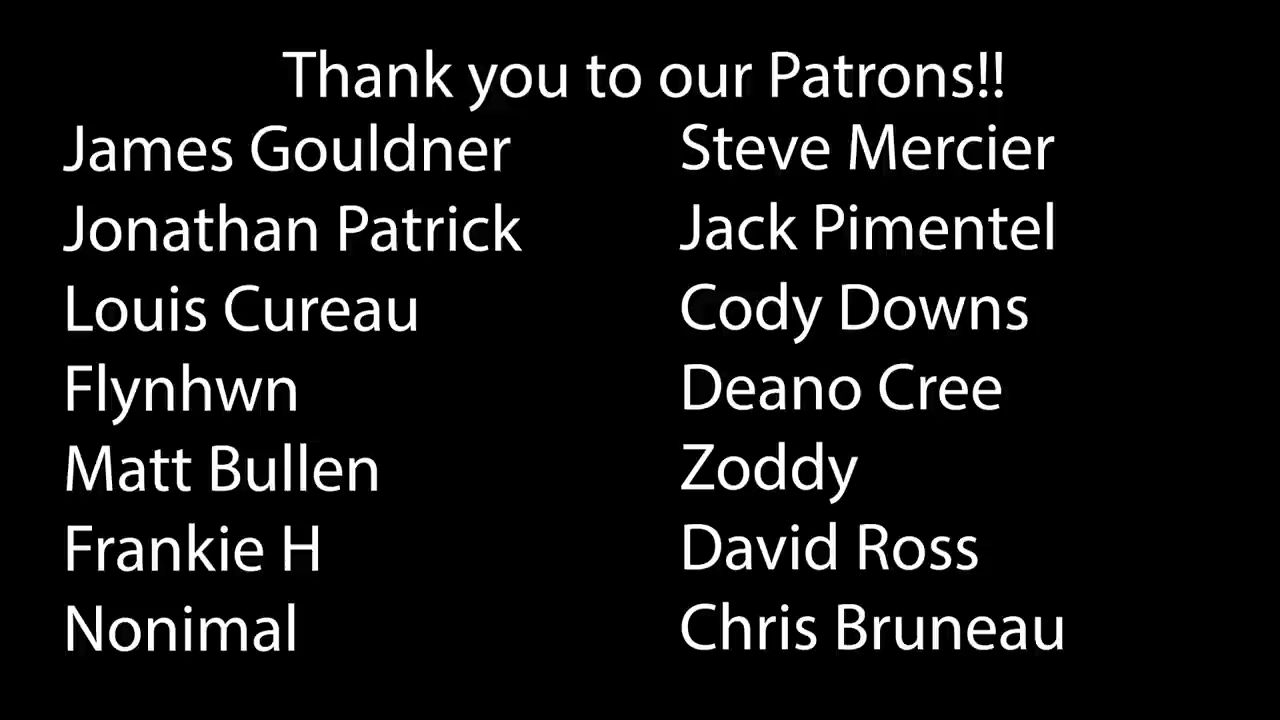 Thank you to our Patrons!!
James Gouldner
Jonathan Patrick
Louis Cureau
Flynhwn
Matt Bullen
Frankie H
Nonimal
Steve Mercier
Jack Pimentel
Cody Downs
Deano Cree
Zoddy
David Ross
Chris Bruneau